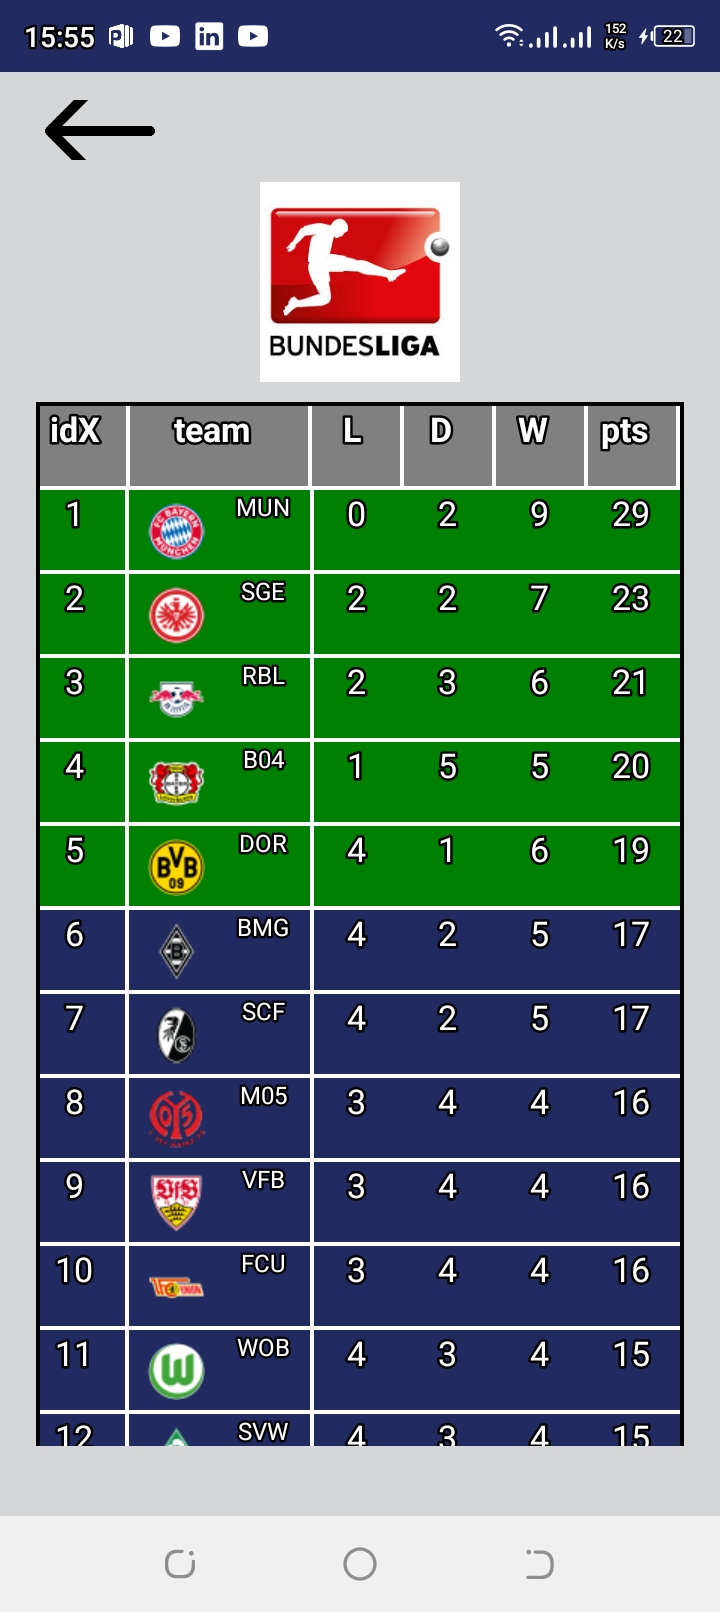 15:55 152 K/s 22
BUNDESLIGA
idX team L D W pts
1 MUN 0 2 9 29
2 SGE 2 2 7 23
3 RBL 2 3 6 21
4 B04 1 5 5 20
5 DOR 4 1 6 19
BVB 09
6 BMG 4 2 5 17
7 SCF 4 2 5 17
8 M05 3 4 4 16
9 VFB 3 4 4 16
10 FCU 3 4 4 16
11 WOB 4 3 4 15
12 SVW 4 3 4 15